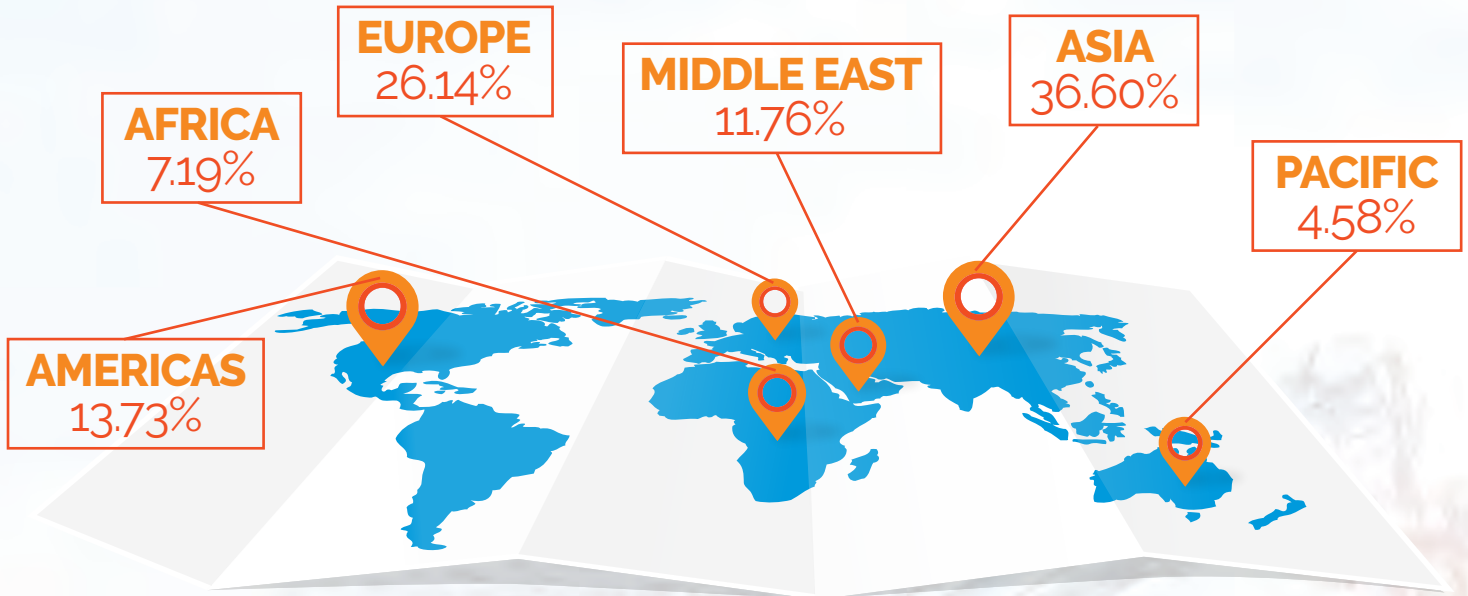 EUROPE
26.14%
MIDDLE EAST
11.76%
ASIA
36.60%
AFRICA
7.19%
PACIFIC
4.58%
AMERICAS
13.73%